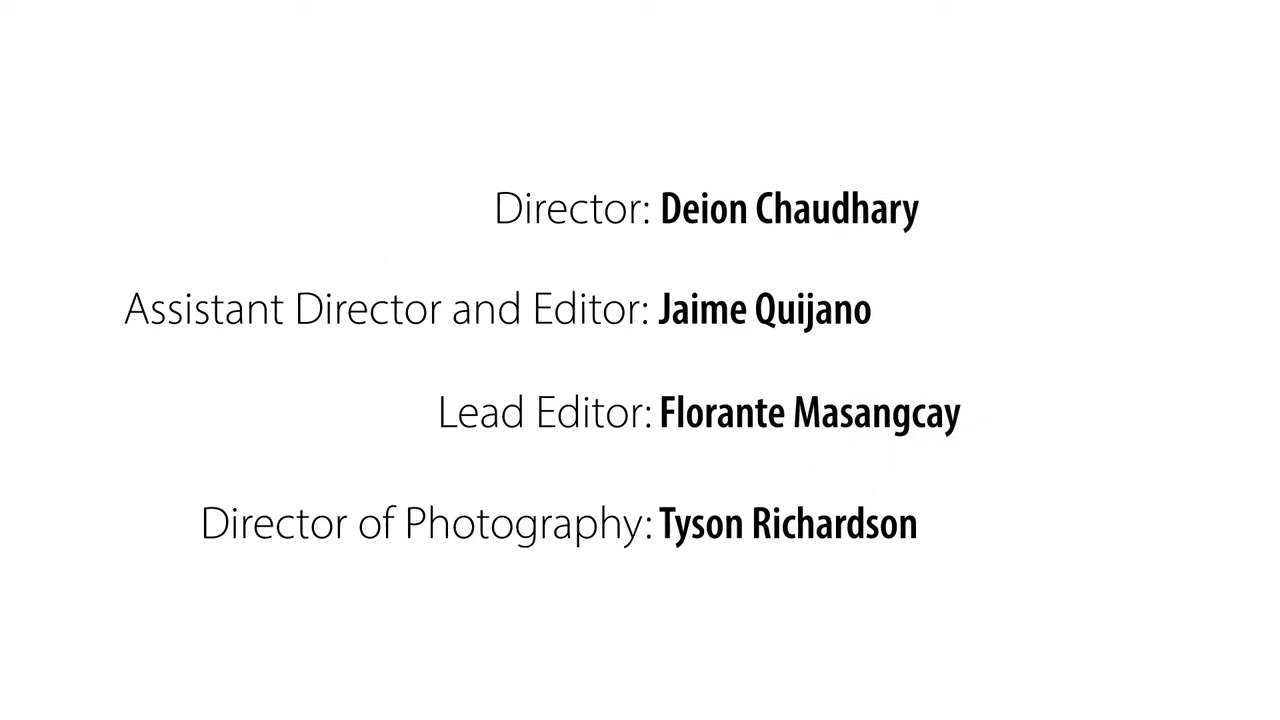 Director: Deion Chaudhary
Assistant Director and Editor: Jaime Quijano
Lead Editor: Florante Masangcay
Director of Photography: Tyson Richardson